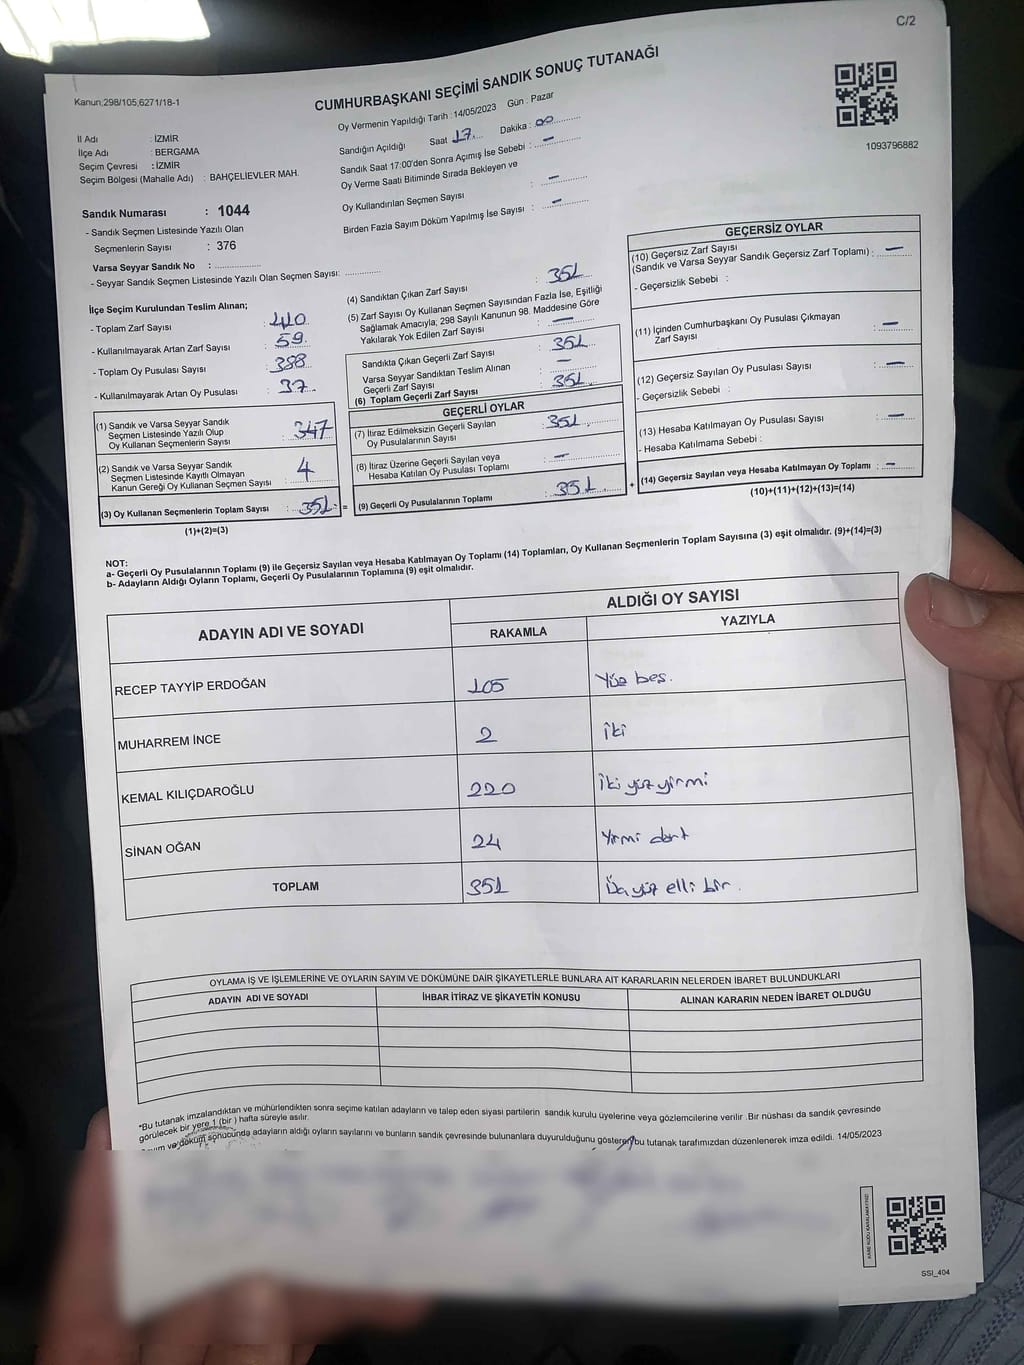 C/2
Kanun;298/105,6271/18-1
CUMHURBAŞKANI SEÇİMİ SANDIK SONUÇ TUTANAĞI
1093796882
İl Adı : İZMİR
İlçe Adı : BERGAMA
Seçim Çevresi : İZMİR
Seçim Bölgesi (Mahalle Adı) : BAHÇELİEVLER MAH.
Sandık Numarası : 1044
- Sandık Seçmen Listesinde Yazılı Olan
Seçmenlerin Sayısı : 376
Varsa Seyyar Sandık No :
- Seyyar Sandık Seçmen Listesinde Yazılı Olan Seçmen Sayısı:
Oy Vermenin Yapıldığı Tarih : 14/05/2023 Gün : Pazar
Sandığın Açıldığı Saat 17 Dakika : 00
Sandık Saat 17:00'den Sonra Açımış İse Sebebi : —
Oy Verme Saati Bitiminde Sırada Bekleyen ve
Oy Kullandırılan Seçmen Sayısı : —
Birden Fazla Sayım Döküm Yapılmış İse Sayısı : —
İlçe Seçim Kurulundan Teslim Alınan;
- Toplam Zarf Sayısı : 410
- Kullanılmayarak Artan Zarf Sayısı : 59
- Toplam Oy Pusulası Sayısı : 388
- Kullanılmayarak Artan Oy Pusulası : 37
(1) Sandık ve Varsa Seyyar Sandık
Seçmen Listesinde Yazılı Olup
Oy Kullanan Seçmenlerin Sayısı : 347
(2) Sandık ve Varsa Seyyar Sandık
Seçmen Listesinde Kayıtlı Olmayan
Kanun Gereği Oy Kullanan Seçmen Sayısı : 4
(3) Oy Kullanan Seçmenlerin Toplam Sayısı : 351 =
(1)+(2)=(3)
(4) Sandıktan Çıkan Zarf Sayısı : 351
(5) Zarf Sayısı Oy Kullanan Seçmen Sayısından Fazla İse, Eşitliği
Sağlamak Amacıyla, 298 Sayılı Kanunun 98. Maddesine Göre
Yakılarak Yok Edilen Zarf Sayısı : —
Sandıkta Çıkan Geçerli Zarf Sayısı : 351
Varsa Seyyar Sandıktan Teslim Alınan
Geçerli Zarf Sayısı : —
(6) Toplam Geçerli Zarf Sayısı : 351
GEÇERLİ OYLAR
(7) İtiraz Edilmeksizin Geçerli Sayılan
Oy Pusulalarının Sayısı : 351
(8) İtiraz Üzerine Geçerli Sayılan veya
Hesaba Katılan Oy Pusulası Toplamı : —
(9) Geçerli Oy Pusulalarının Toplamı : 351 +
GEÇERSİZ OYLAR
(10) Geçersiz Zarf Sayısı
(Sandık ve Varsa Seyyar Sandık Geçersiz Zarf Toplamı) : —
- Geçersizlik Sebebi :
(11) İçinden Cumhurbaşkanı Oy Pusulası Çıkmayan
Zarf Sayısı : —
(12) Geçersiz Sayılan Oy Pusulası Sayısı : —
- Geçersizlik Sebebi :
(13) Hesaba Katılmayan Oy Pusulası Sayısı : —
- Hesaba Katılmama Sebebi :
(14) Geçersiz Sayılan veya Hesaba Katılmayan Oy Toplamı : —
(10)+(11)+(12)+(13)=(14)
NOT:
a- Geçerli Oy Pusulalarının Toplamı (9) ile Geçersiz Sayılan veya Hesaba Katılmayan Oy Toplamı (14) Toplamları, Oy Kullanan Seçmenlerin Toplam Sayısına (3) eşit olmalıdır. (9)+(14)=(3)
b- Adayların Aldığı Oyların Toplamı, Geçerli Oy Pusulalarının Toplamına (9) eşit olmalıdır.
ADAYIN ADI VE SOYADI
ALDIĞI OY SAYISI
RAKAMLA YAZIYLA
RECEP TAYYİP ERDOĞAN 105 Yüz beş.
MUHARREM İNCE 2 İki
KEMAL KILIÇDAROĞLU 220 İki yüz yirmi
SİNAN OĞAN 24 Yirmi dört
TOPLAM 351 Üç yüz elli bir.
OYLAMA İŞ VE İŞLEMLERİNE VE OYLARIN SAYIM VE DÖKÜMÜNE DAİR ŞİKAYETLERLE BUNLARA AİT KARARLARIN NELERDEN İBARET BULUNDUKLARI
ADAYIN ADI VE SOYADI İHBAR İTİRAZ VE ŞİKAYETİN KONUSU ALINAN KARARIN NEDEN İBARET OLDUĞU
*Bu tutanak imzalandıktan ve mühürlendikten sonra seçime katılan adayların ve talep eden siyasi partilerin sandık kurulu üyelerine veya gözlemcilerine verilir .Bir nüshası da sandık çevresinde
görülecek bir yere 1 (bir ) hafta süreyle asılır.
ve döküm sonucunda adayların aldığı oyların sayılarını ve bunların sandık çevresinde bulunanlara duyurulduğunu gösteren bu tutanak tarafımızdan düzenlenerek imza edildi. 14/05/2023
SSI_404